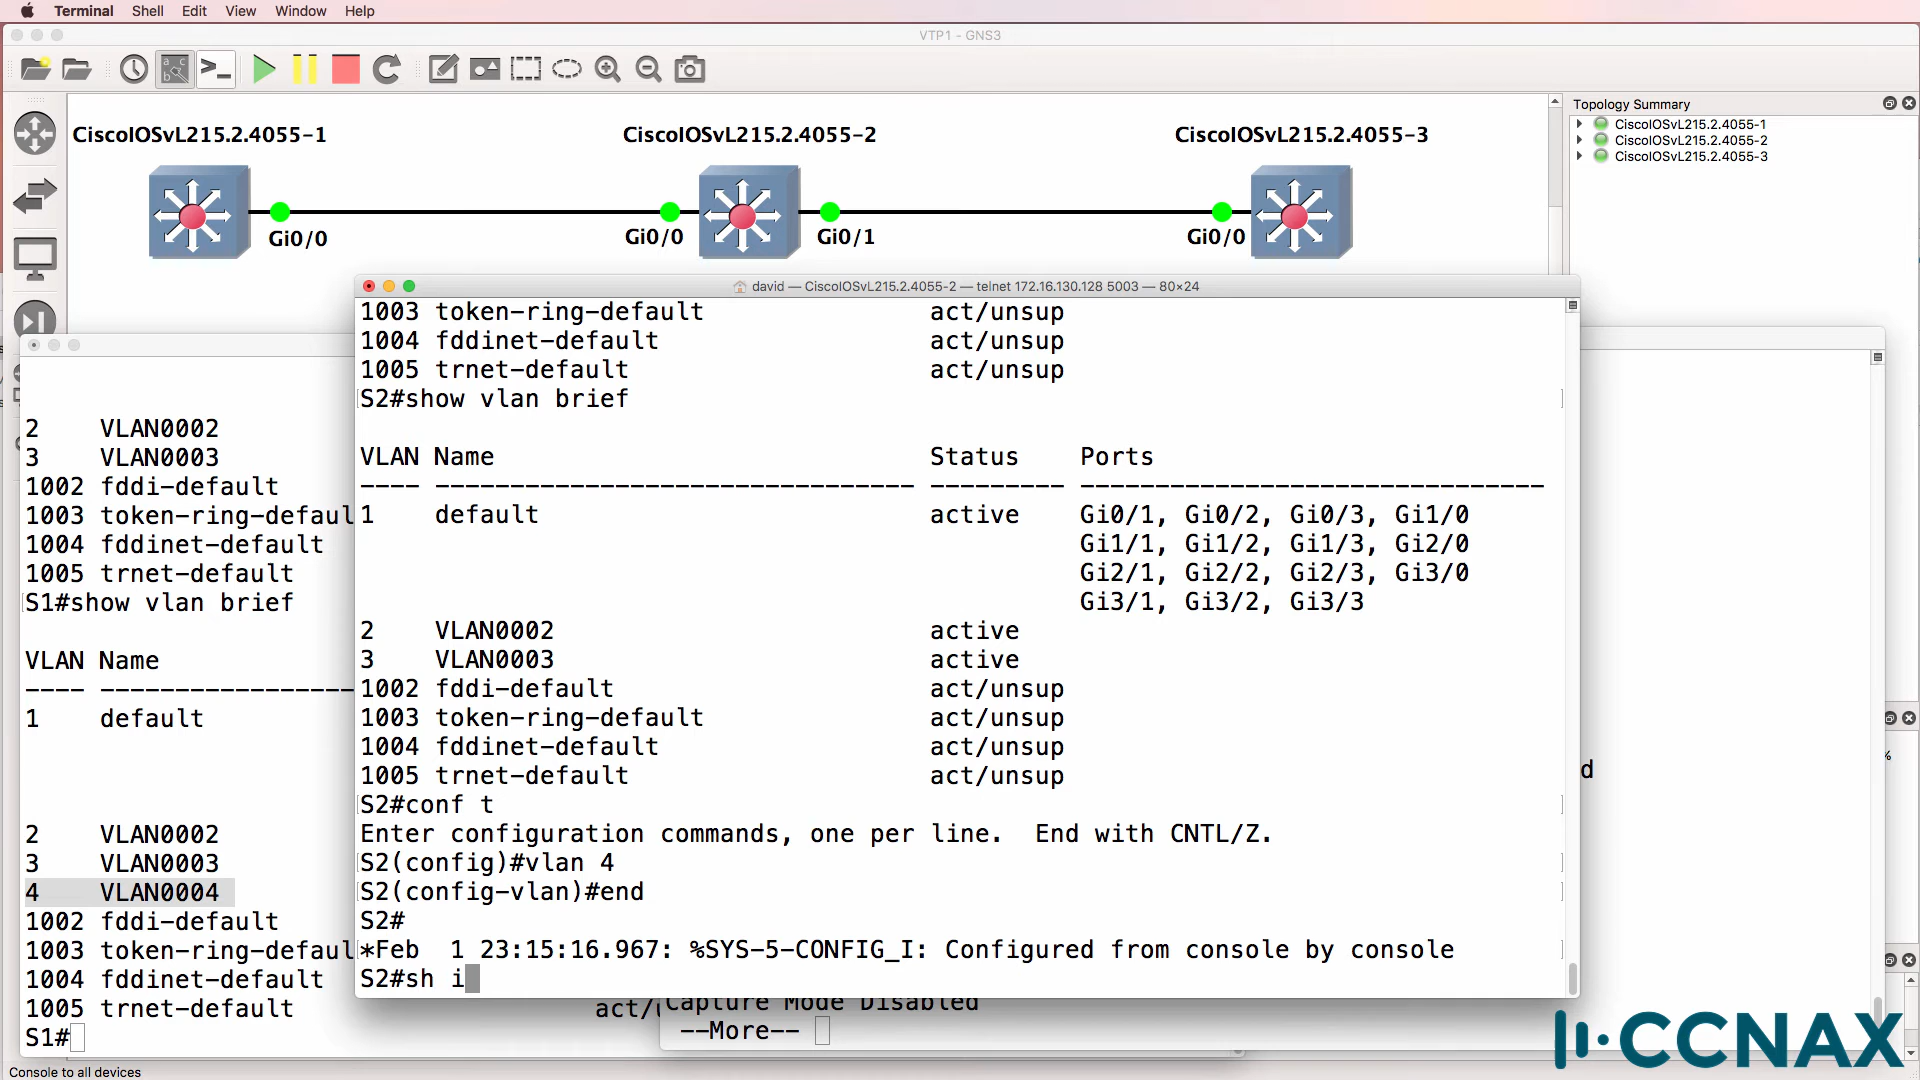 Terminal Shell Edit View Window Help
VTP1 - GNS3
Topology Summary
CiscoIOSvL215.2.4055-1
CiscoIOSvL215.2.4055-2
CiscoIOSvL215.2.4055-3
CiscoIOSvL215.2.4055-1
CiscoIOSvL215.2.4055-2
CiscoIOSvL215.2.4055-3
Gi0/0
Gi0/0
Gi0/1
Gi0/0
david — CiscoIOSvL215.2.4055-2 — telnet 172.16.130.128 5003 — 80×24
1003 token-ring-default act/unsup
1004 fddinet-default act/unsup
1005 trnet-default act/unsup
S2#show vlan brief
VLAN Name Status Ports
---- -------------------------------- --------- -------------------------------
1 default active Gi0/1, Gi0/2, Gi0/3, Gi1/0
Gi1/1, Gi1/2, Gi1/3, Gi2/0
Gi2/1, Gi2/2, Gi2/3, Gi3/0
Gi3/1, Gi3/2, Gi3/3
2 VLAN0002 active
3 VLAN0003 active
1002 fddi-default act/unsup
1003 token-ring-default act/unsup
1004 fddinet-default act/unsup
1005 trnet-default act/unsup
S2#conf t
Enter configuration commands, one per line. End with CNTL/Z.
S2(config)#vlan 4
S2(config-vlan)#end
S2#
*Feb 1 23:15:16.967: %SYS-5-CONFIG_I: Configured from console by console
S2#sh i
2 VLAN0002
3 VLAN0003
1002 fddi-default
1003 token-ring-defaul
1004 fddinet-default
1005 trnet-default
S1#show vlan brief
VLAN Name
---- -----------------
1 default
2 VLAN0002
3 VLAN0003
4 VLAN0004
1002 fddi-default
1003 token-ring-defaul
1004 fddinet-default
1005 trnet-default act/u
S1#
d
%
Capture Mode Disabled
--More--
CCNAX
Console to all devices